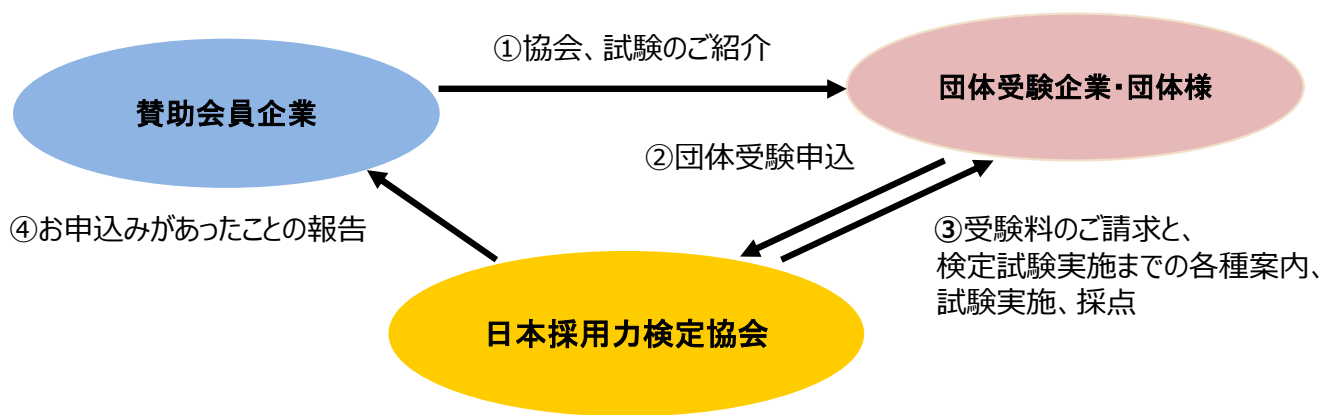 ①協会、試験のご紹介
賛助会員企業
団体受験企業・団体様
②団体受験申込
④お申込みがあったことの報告
③受験料のご請求と、
検定試験実施までの各種案内、
試験実施、採点
日本採用力検定協会